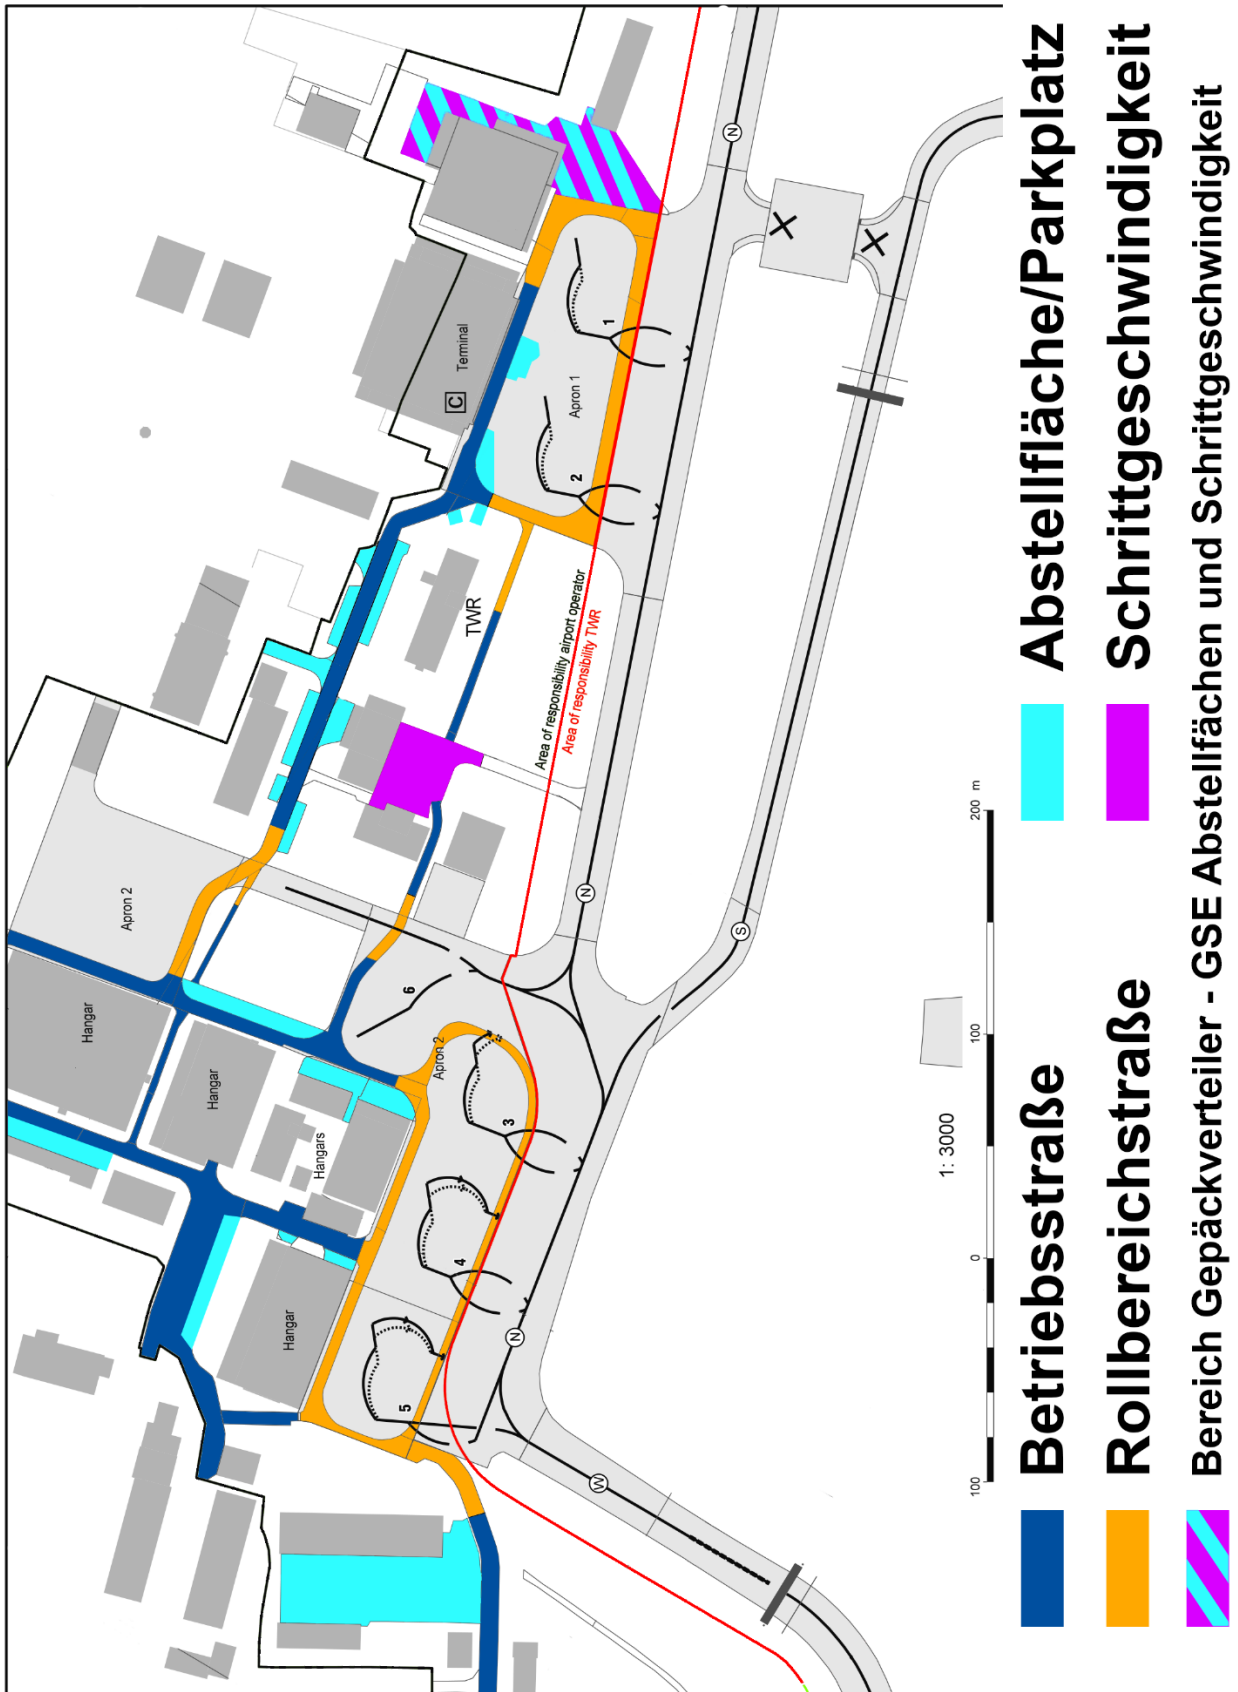 Terminal
C
Apron 1
1
2
TWR
Area of responsibility airport operator
Area of responsibility TWR
N
S
N
Apron 2
Hangar
Hangar
Hangars
Hangar
Apron 2
6
3
4
5
N
W
1: 3000
100 0 100 200 m
Betriebsstraße
Abstellfläche/Parkplatz
Rollbereichstraße
Schrittgeschwindigkeit
Bereich Gepäckverteiler - GSE Abstellfächen und Schrittgeschwindigkeit